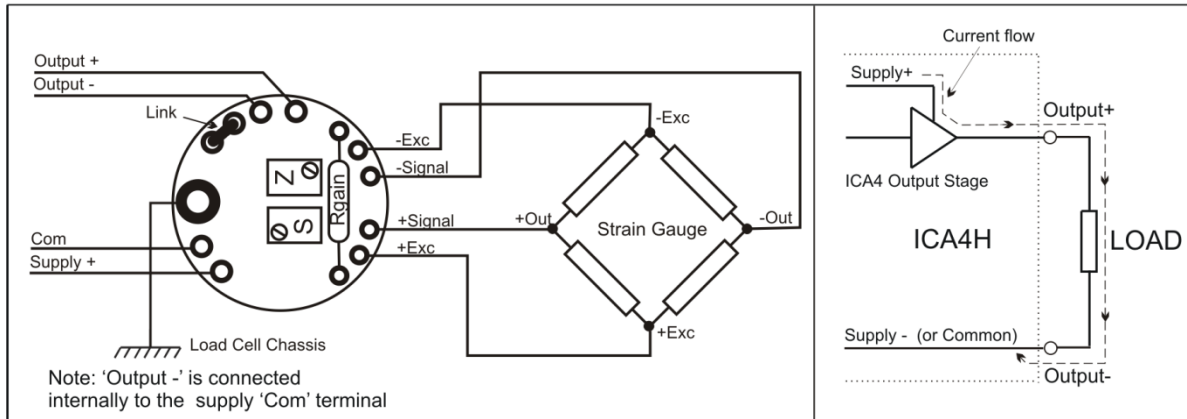 Output +
Output -
Link
-Exc
-Signal
Z
S
Rgain
+Signal
+Exc
Com
Supply +
Load Cell Chassis
Note: ‘Output -’ is connected
internally to the supply ‘Com’ terminal
-Exc
+Out
Strain Gauge
-Out
+Exc
Current flow
Supply+
Output+
ICA4 Output Stage
ICA4H
LOAD
Supply - (or Common)
Output-